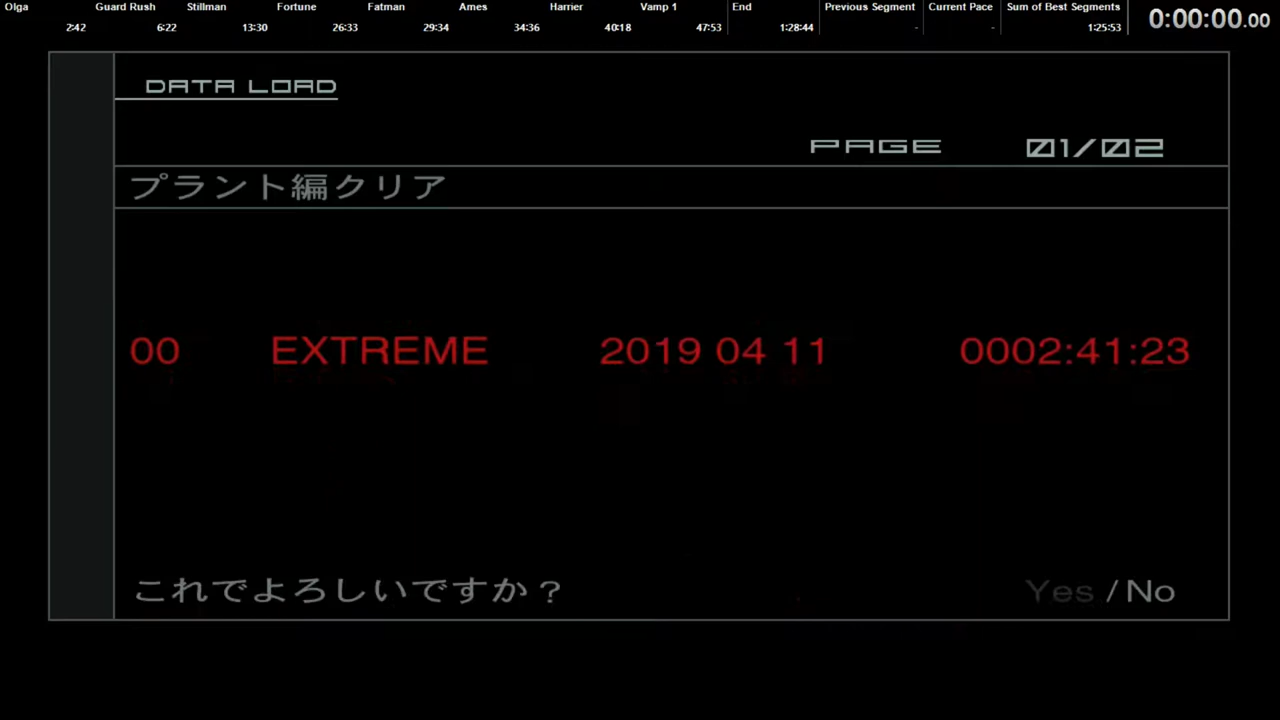 Olga Guard Rush Stillman Fortune Fatman Ames Harrier Vamp 1 End Previous Segment Current Pace Sum of Best Segments 0:00:00.00
2:42 6:22 13:30 26:33 29:34 34:36 40:18 47:53 1:28:44 - - 1:25:53
DATA LOAD
PAGE 01/02
プラント編クリア
00 EXTREME 2019 04 11 0002:41:23
これでよろしいですか？ Yes / No